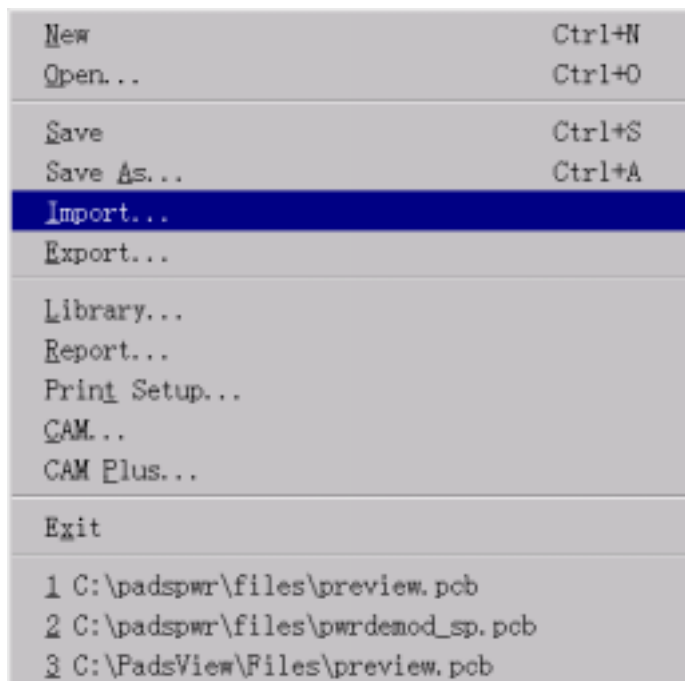 New Ctrl+N
Open... Ctrl+O
Save Ctrl+S
Save As... Ctrl+A
Import...
Export...
Library...
Report...
Print Setup...
CAM...
CAM Plus...
Exit
1 C:\padspwr\files\preview.pcb
2 C:\padspwr\files\pwrdemod_sp.pcb
3 C:\PadsView\Files\preview.pcb